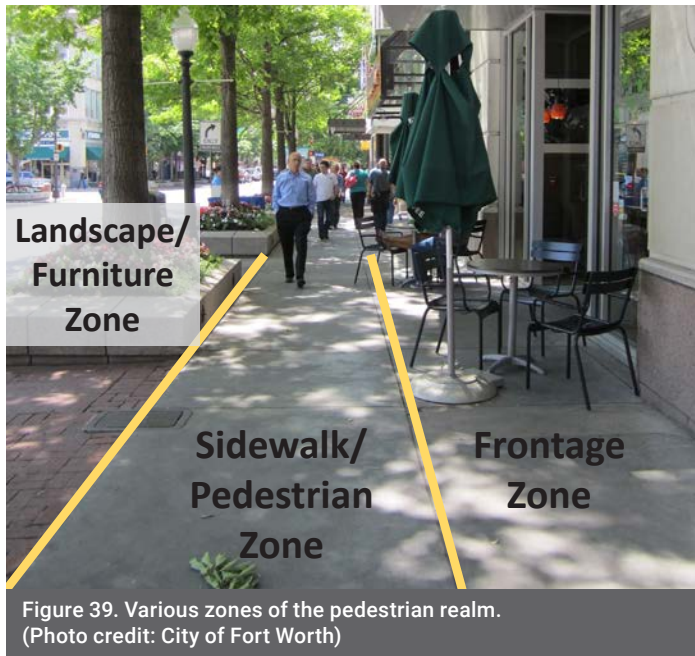 Landscape/
Furniture
Zone
Sidewalk/
Pedestrian
Zone
Frontage
Zone
Figure 39. Various zones of the pedestrian realm.
(Photo credit: City of Fort Worth)